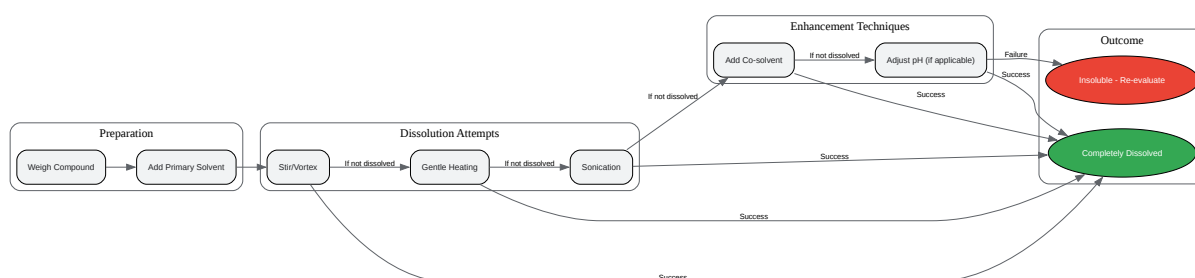 Enhancement Techniques
Outcome
Add Co-solvent
If not dissolved
Adjust pH (if applicable)
Failure
Success
Insoluble - Re-evaluate
If not dissolved
Success
Preparation
Dissolution Attempts
Weigh Compound
Add Primary Solvent
Stir/Vortex
If not dissolved
Gentle Heating
If not dissolved
Sonication
Success
Completely Dissolved
Success
Success